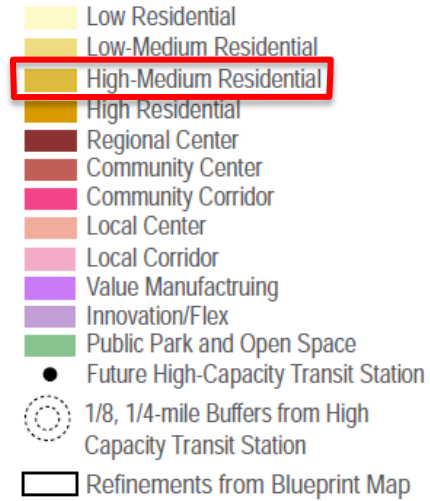 Low Residential
Low-Medium Residential
High-Medium Residential
High Residential
Regional Center
Community Center
Community Corridor
Local Center
Local Corridor
Value Manufactruing
Innovation/Flex
Public Park and Open Space
Future High-Capacity Transit Station
1/8, 1/4-mile Buffers from High
Capacity Transit Station
Refinements from Blueprint Map